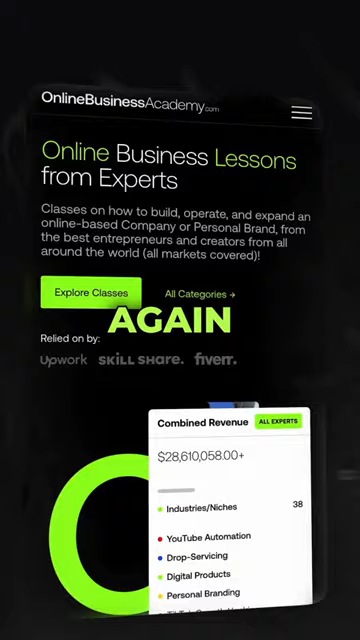 OnlineBusinessAcademy.com
Online Business Lessons
from Experts
Classes on how to build, operate, and expand an
online-based Company or Personal Brand, from
the best entrepreneurs and creators from all
around the world (all markets covered)!
Explore Classes
All Categories →
AGAIN
Relied on by:
Upwork SKILL SHARE. fiverr.
Combined Revenue
ALL EXPERTS
$28,610,058.00+
Industries/Niches 38
YouTube Automation
Drop-Servicing
Digital Products
Personal Branding